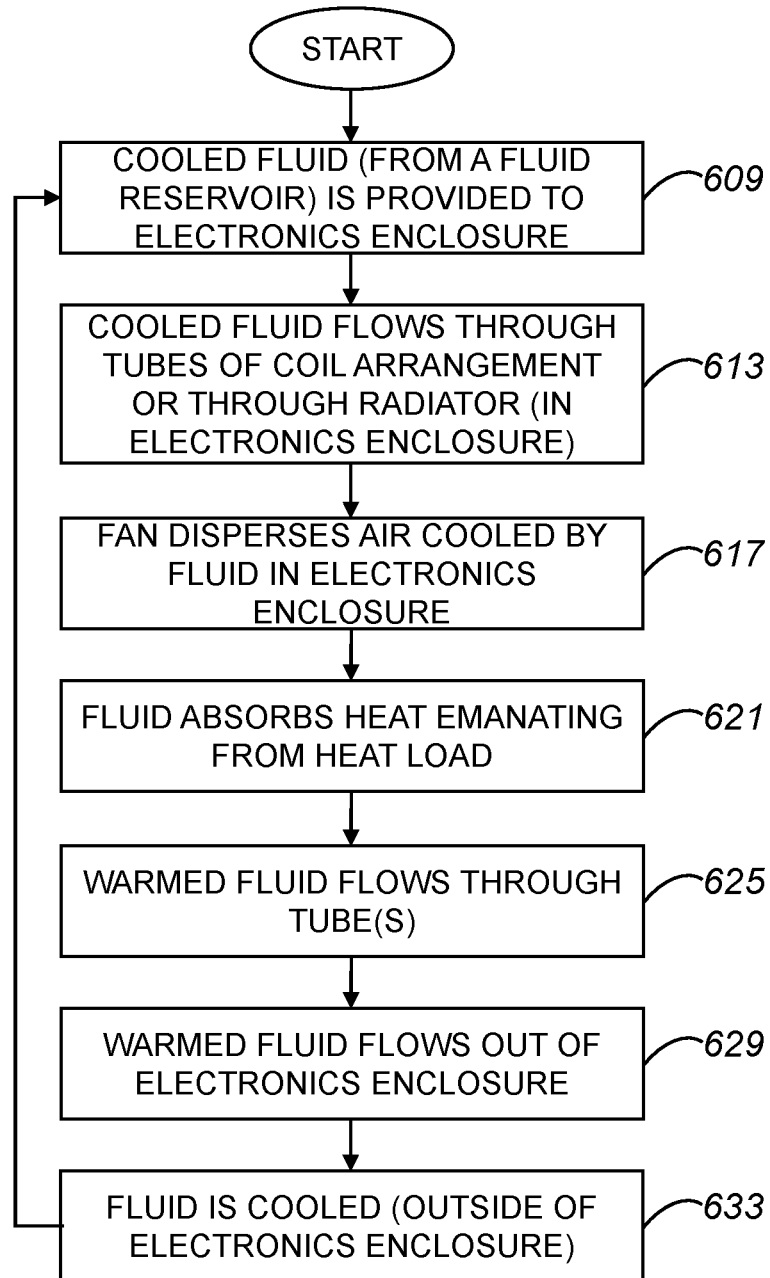 START
COOLED FLUID (FROM A FLUID
RESERVOIR) IS PROVIDED TO
ELECTRONICS ENCLOSURE
609
COOLED FLUID FLOWS THROUGH
TUBES OF COIL ARRANGEMENT
OR THROUGH RADIATOR (IN
ELECTRONICS ENCLOSURE)
613
FAN DISPERSES AIR COOLED BY
FLUID IN ELECTRONICS
ENCLOSURE
617
FLUID ABSORBS HEAT EMANATING
FROM HEAT LOAD
621
WARMED FLUID FLOWS THROUGH
TUBE(S)
625
WARMED FLUID FLOWS OUT OF
ELECTRONICS ENCLOSURE
629
FLUID IS COOLED (OUTSIDE OF
ELECTRONICS ENCLOSURE)
633